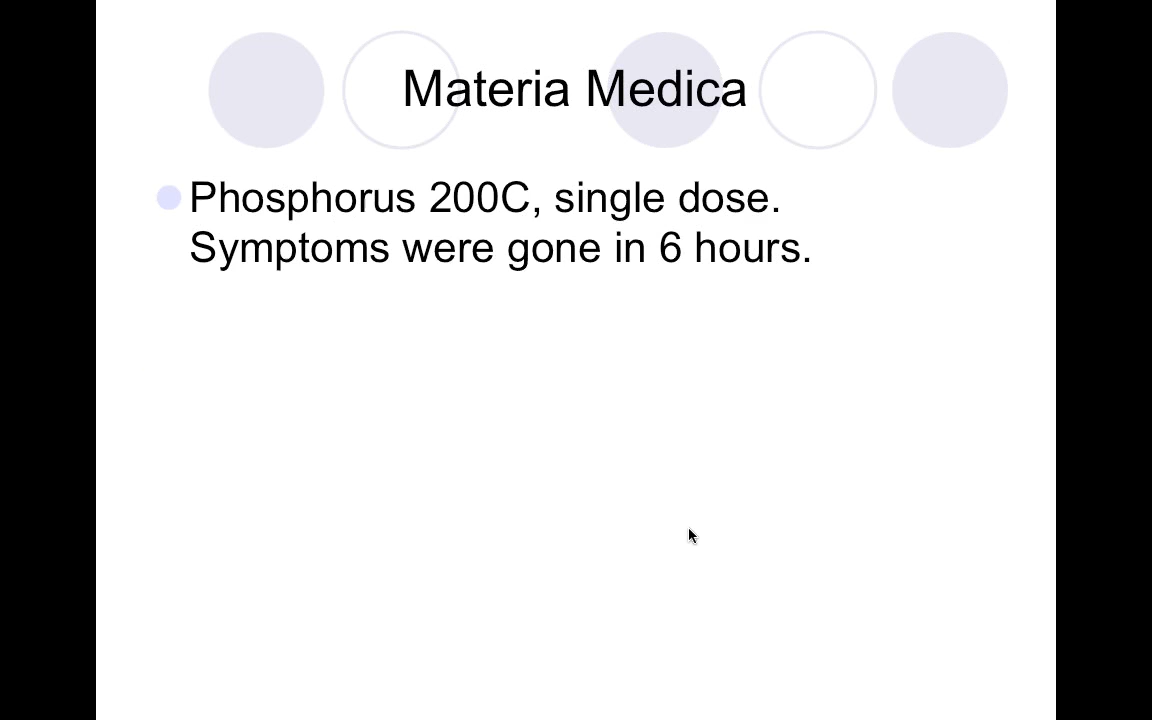 Materia Medica
Phosphorus 200C, single dose.
Symptoms were gone in 6 hours.